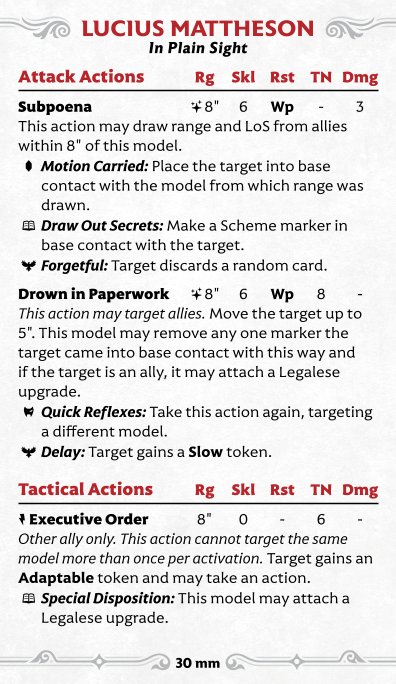 LUCIUS MATTHESON
In Plain Sight
Attack Actions Rg Skl Rst TN Dmg
Subpoena 8" 6 Wp - 3
This action may draw range and LoS from allies
within 8" of this model.
Motion Carried: Place the target into base
contact with the model from which range was
drawn.
Draw Out Secrets: Make a Scheme marker in
base contact with the target.
Forgetful: Target discards a random card.
Drown in Paperwork 8" 6 Wp 8 -
This action may target allies. Move the target up to
5". This model may remove any one marker the
target came into base contact with this way and
if the target is an ally, it may attach a Legalese
upgrade.
Quick Reflexes: Take this action again, targeting
a different model.
Delay: Target gains a Slow token.
Tactical Actions Rg Skl Rst TN Dmg
Executive Order 8" 0 - 6 -
Other ally only. This action cannot target the same
model more than once per activation. Target gains an
Adaptable token and may take an action.
Special Disposition: This model may attach a
Legalese upgrade.
30 mm